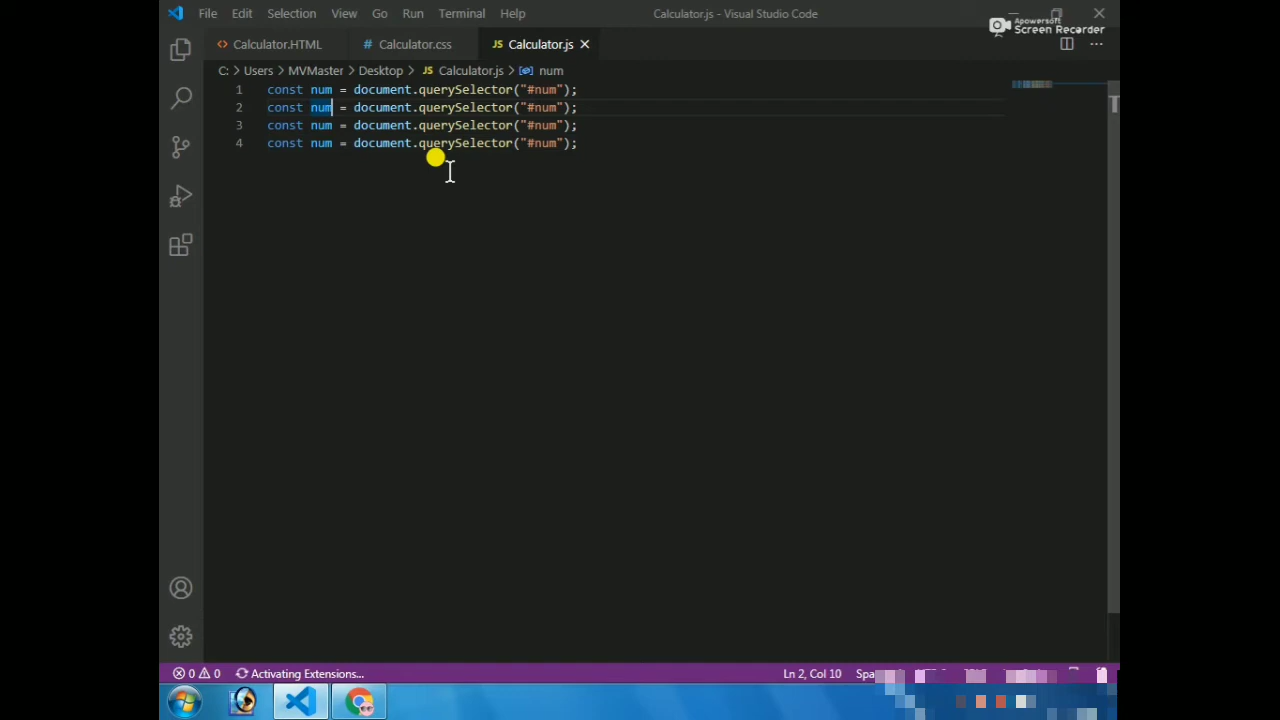 File Edit Selection View Go Run Terminal Help Calculator.js - Visual Studio Code
Apowersoft
Screen Recorder
Calculator.HTML # Calculator.css JS Calculator.js
C: > Users > MVMaster > Desktop > JS Calculator.js > num
1 const num = document.querySelector("#num");
2 const num = document.querySelector("#num");
3 const num = document.querySelector("#num");
4 const num = document.querySelector("#num");
0 0 Activating Extensions... Ln 2, Col 10